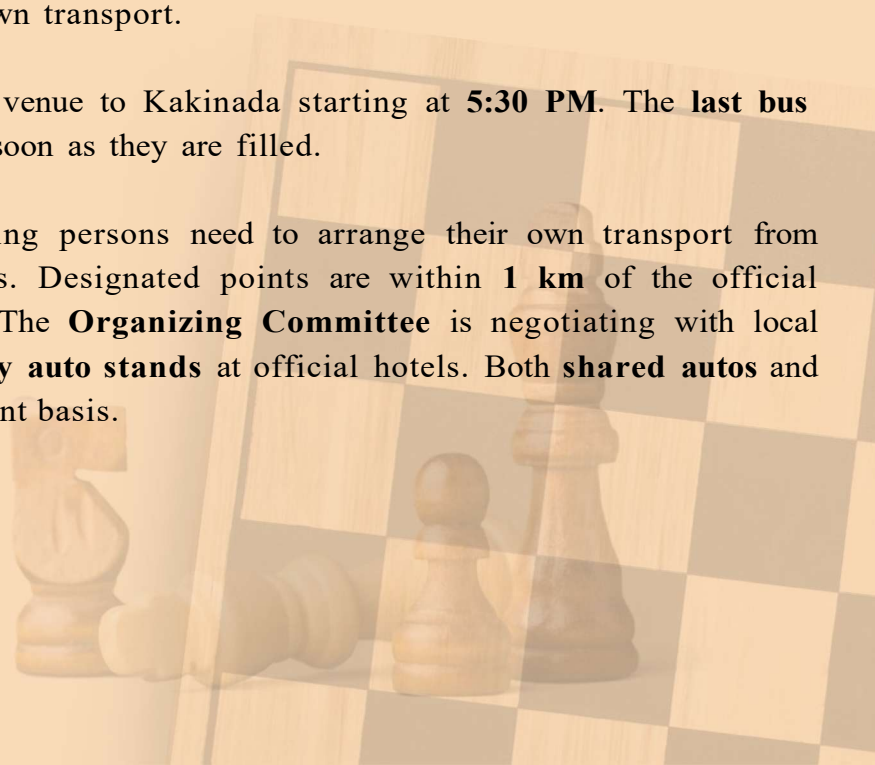 wn transport.
venue to Kakinada starting at 5:30 PM. The last bus
soon as they are filled.
ing persons need to arrange their own transport from
s. Designated points are within 1 km of the official
The Organizing Committee is negotiating with local
y auto stands at official hotels. Both shared autos and
nt basis.